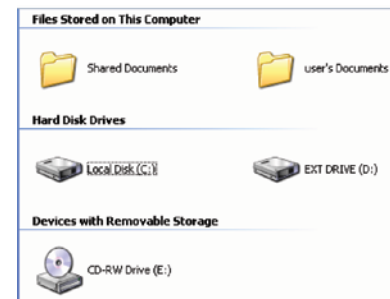 Files Stored on This Computer
Shared Documents
user's Documents
Hard Disk Drives
Local Disk (C:)
EXT DRIVE (D:)
Devices with Removable Storage
CD-RW Drive (E:)